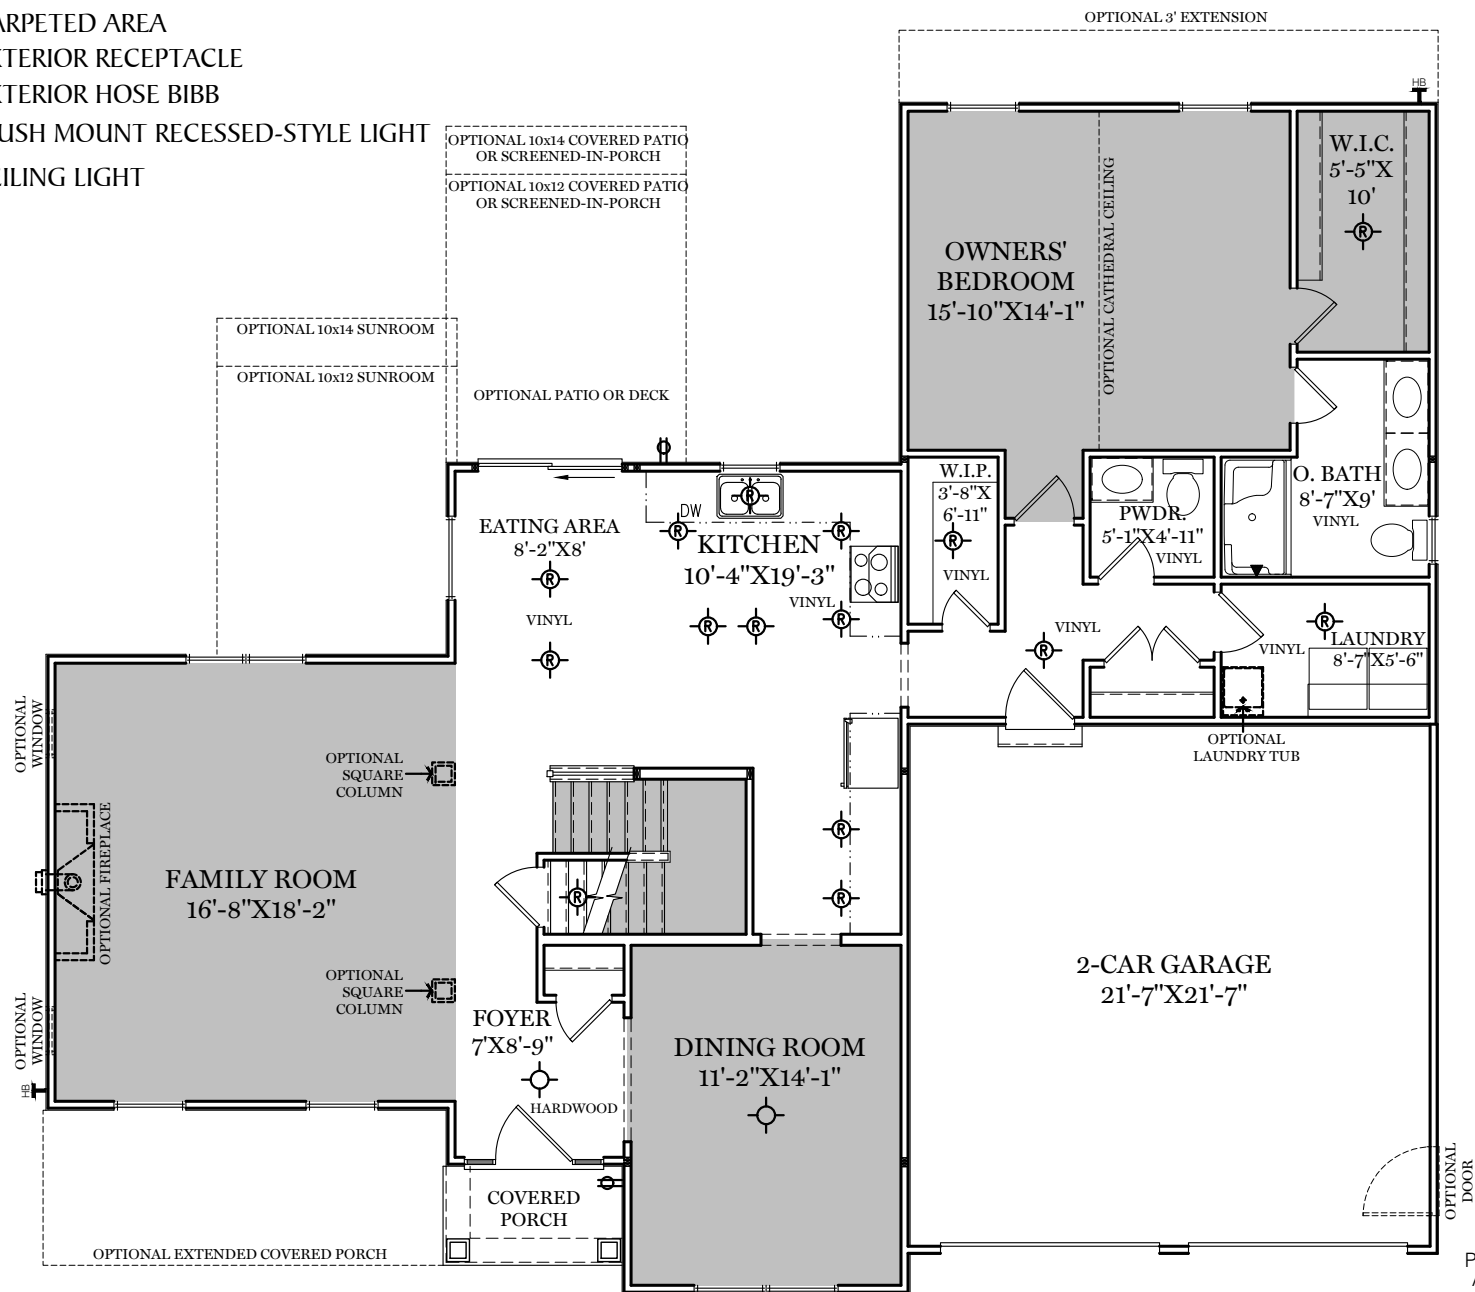 ARPETED AREA
TERIOR RECEPTACLE
TERIOR HOSE BIBB
USH MOUNT RECESSED-STYLE LIGHT
ILING LIGHT
OPTIONAL 3' EXTENSION
HB
OPTIONAL 10x14 COVERED PATIO
OR SCREENED-IN-PORCH
OPTIONAL 10x12 COVERED PATIO
OR SCREENED-IN-PORCH
W.I.C.
5'-5"X
10'
R
OWNERS'
BEDROOM
15'-10"X14'-1"
OPTIONAL CATHEDRAL CEILING
OPTIONAL 10x14 SUNROOM
OPTIONAL 10x12 SUNROOM
OPTIONAL PATIO OR DECK
W.I.P.
3'-8"X
6'-11"
R
VINYL
O. BATH
8'-7"X9'
VINYL
PWDR.
5'-1"X4'-11"
VINYL
EATING AREA
8'-2"X8'
R
VINYL
R
R
DW
R
R
KITCHEN
10'-4"X19'-3"
VINYL
R
R
R
VINYL
R
R
LAUNDRY
8'-7"X5'-6"
VINYL
OPTIONAL
LAUNDRY TUB
OPTIONAL
WINDOW
OPTIONAL
SQUARE
COLUMN
OPTIONAL FIREPLACE
FAMILY ROOM
16'-8"X18'-2"
R
R
R
OPTIONAL
SQUARE
COLUMN
OPTIONAL
WINDOW
HB
FOYER
7'X8'-9"
HARDWOOD
DINING ROOM
11'-2"X14'-1"
2-CAR GARAGE
21'-7"X21'-7"
OPTIONAL
DOOR
COVERED
PORCH
OPTIONAL EXTENDED COVERED PORCH
P